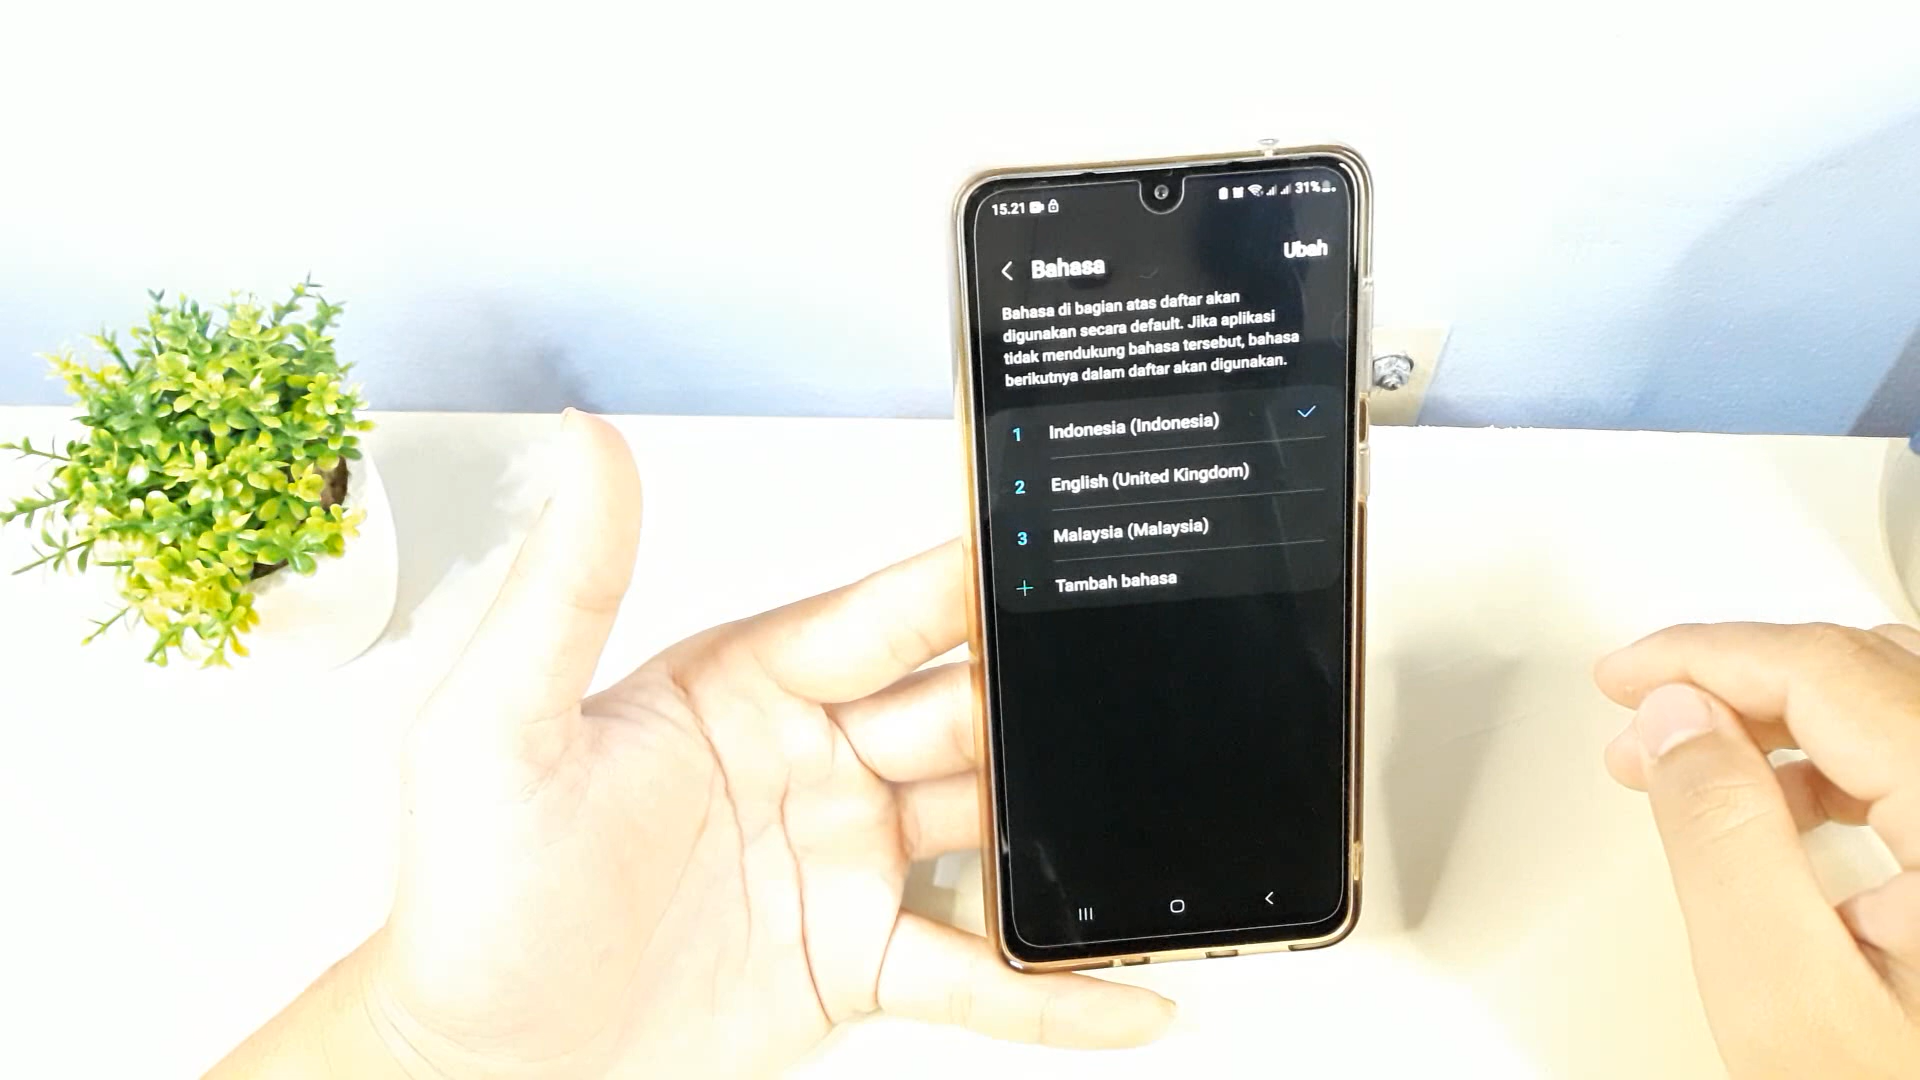 15.21
31%
Ubah
Bahasa
Bahasa di bagian atas daftar akan
digunakan secara default. Jika aplikasi
tidak mendukung bahasa tersebut, bahasa
berikutnya dalam daftar akan digunakan.
1 Indonesia (Indonesia)
2 English (United Kingdom)
3 Malaysia (Malaysia)
+ Tambah bahasa